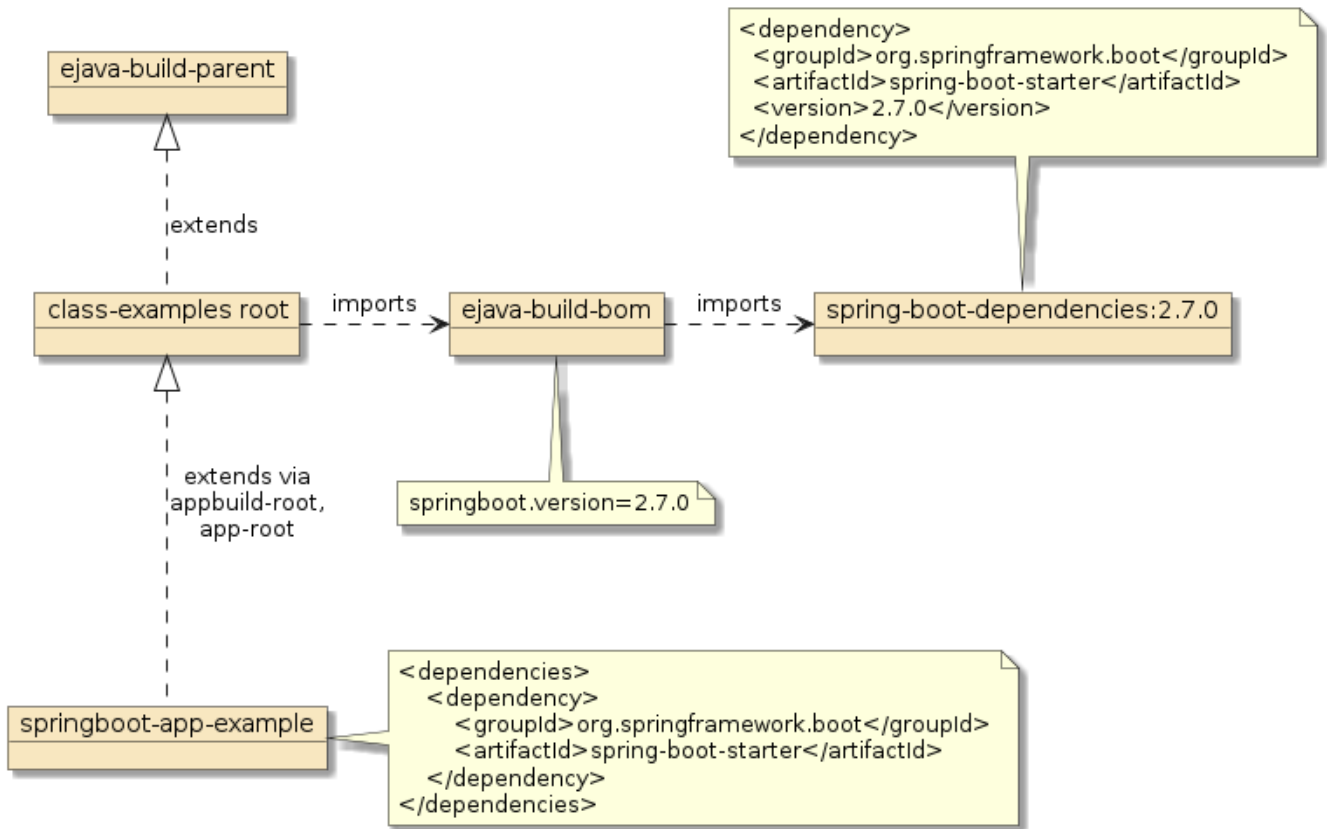 <dependency>
<groupId>org.springframework.boot</groupId>
<artifactId>spring-boot-starter</artifactId>
<version>2.7.0</version>
</dependency>
ejava-build-parent
extends
class-examples root
imports
ejava-build-bom
imports
spring-boot-dependencies:2.7.0
extends via
appbuild-root,
app-root
springboot.version=2.7.0
springboot-app-example
<dependencies>
<dependency>
<groupId>org.springframework.boot</groupId>
<artifactId>spring-boot-starter</artifactId>
</dependency>
</dependencies>